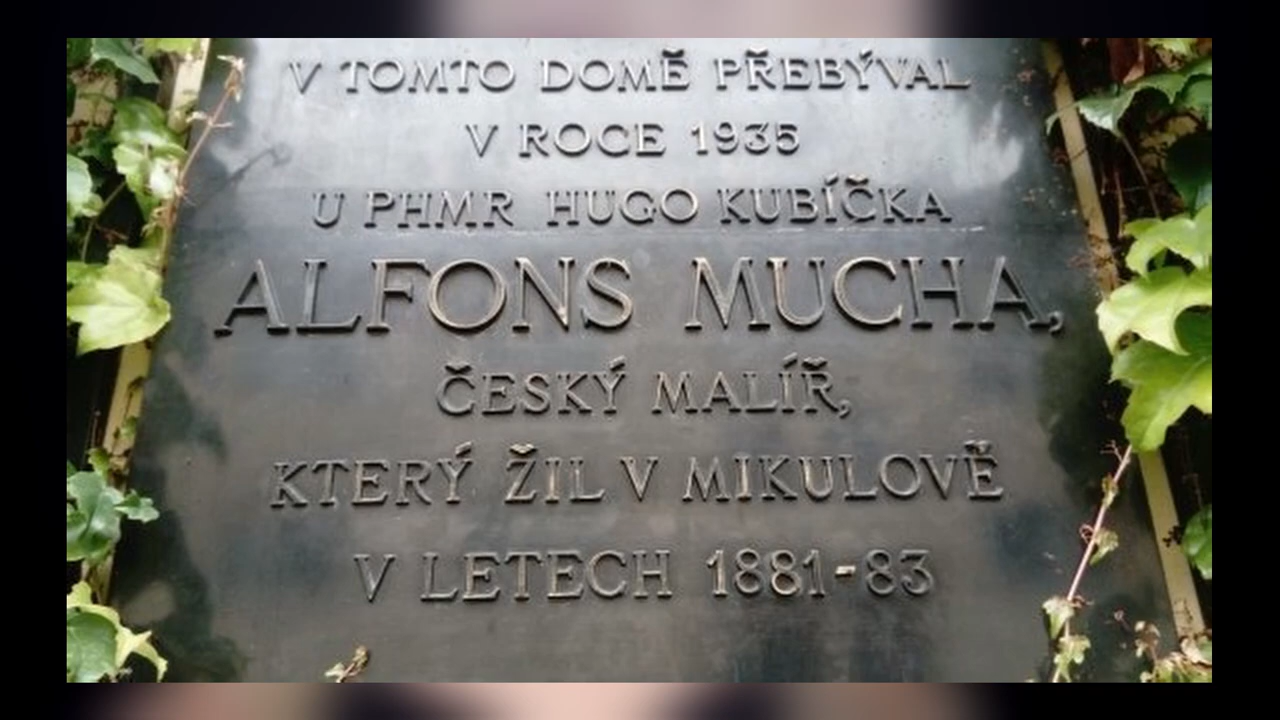 V TOMTO DOMĚ PŘEBÝVAL
V ROCE 1935
U PHMR HUGO KUBÍČKA
ALFONS MUCHA,
ČESKÝ MALÍŘ,
KTERÝ ŽIL V MIKULOVĚ
V LETECH 1881-83